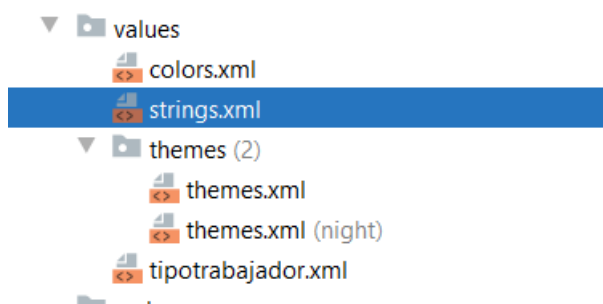 values
colors.xml
strings.xml
themes (2)
themes.xml
themes.xml (night)
tipotrabajador.xml